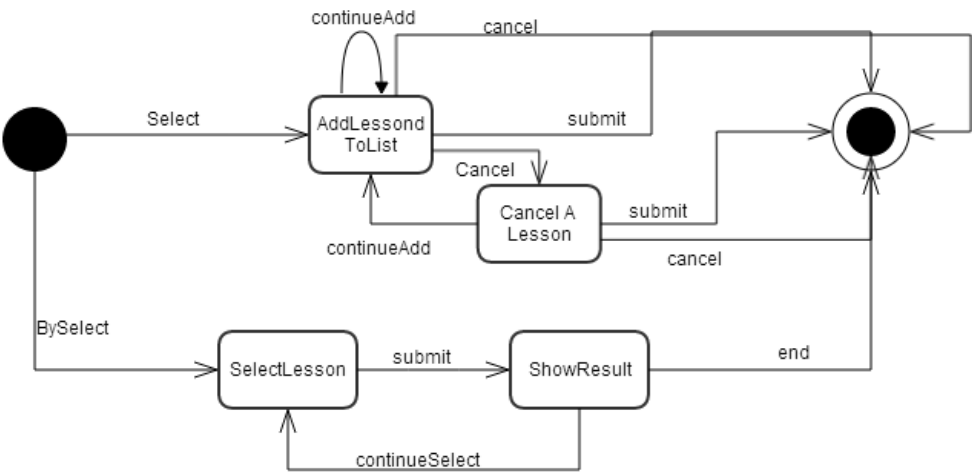 continueAdd
cancel
Select
AddLessond
ToList
submit
Cancel
Cancel A
Lesson
submit
continueAdd
cancel
BySelect
SelectLesson
submit
ShowResult
end
continueSelect